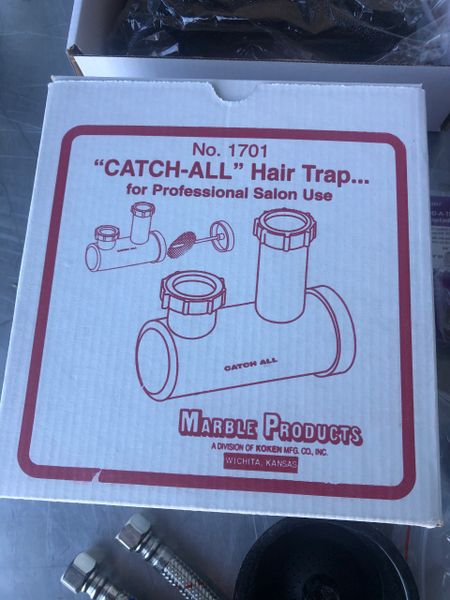 No. 1701
“CATCH-ALL” Hair Trap...
for Professional Salon Use
CATCH ALL
MARBLE PRODUCTS
A DIVISION OF KOKEN MFG. CO., INC.
WICHITA, KANSAS